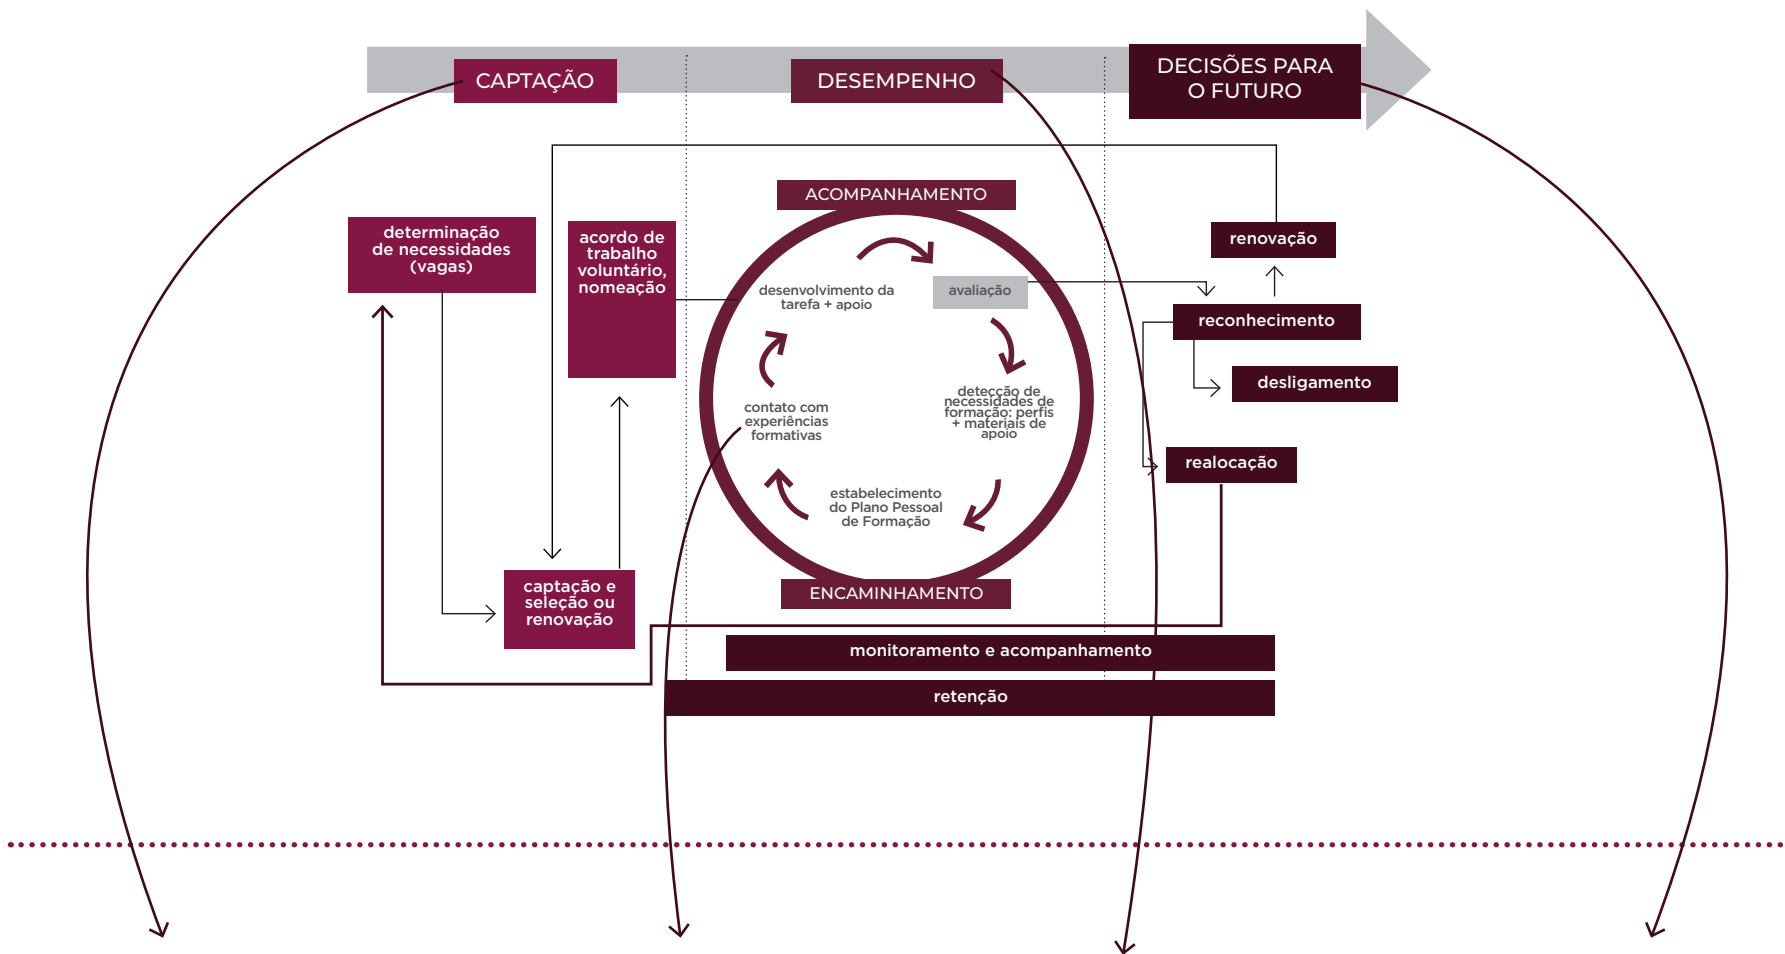 CAPTAÇÃO
DESEMPENHO
DECISÕES PARA
O FUTURO
determinação
de necessidades
(vagas)
acordo de
trabalho
voluntário,
nomeação
captação e
seleção ou
renovação
ACOMPANHAMENTO
desenvolvimento da
tarefa + apoio
avaliação
detecção de
necessidades de
formação: perfis
+ materiais de
apoio
estabelecimento
do Plano Pessoal
de Formação
contato com
experiências
formativas
ENCAMINHAMENTO
renovação
reconhecimento
desligamento
realocação
monitoramento e acompanhamento
retenção